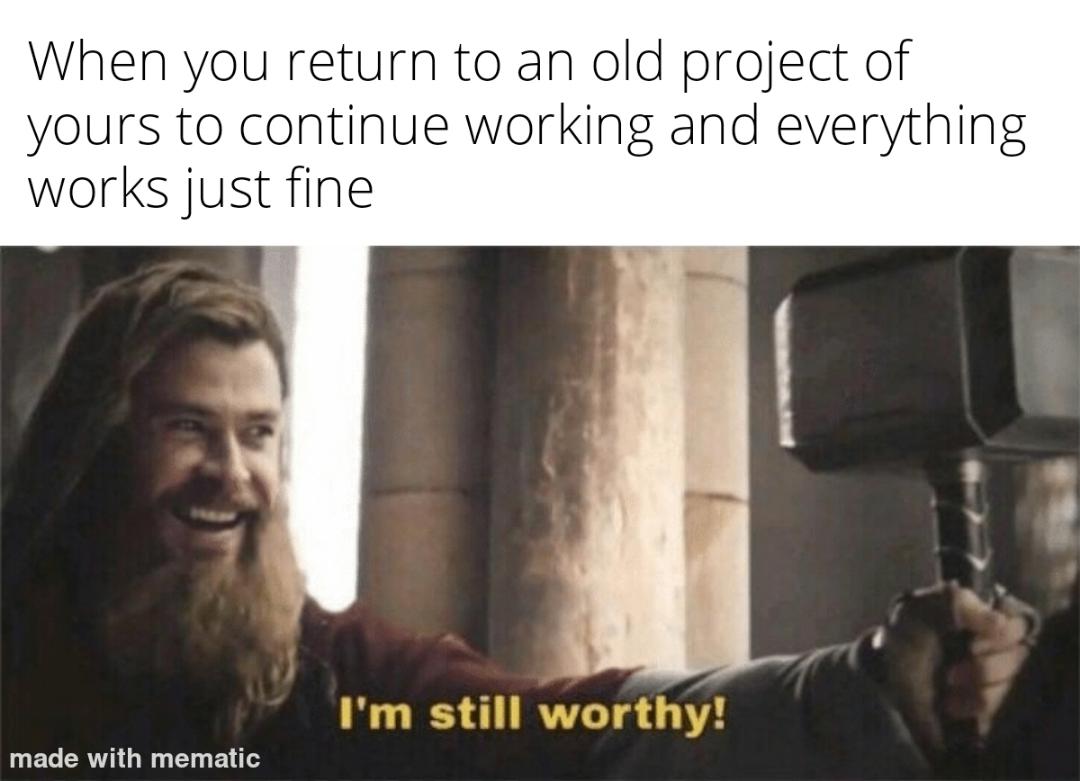 When you return to an old project of
yours to continue working and everything
works just fine
I'm still worthy!
made with mematic